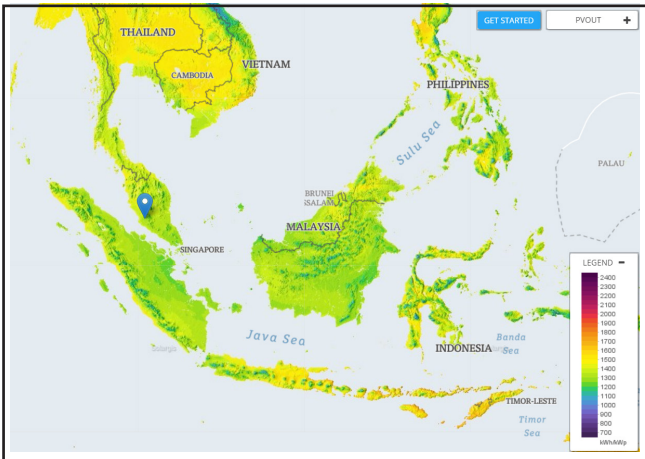 GET STARTED
PVOUT +
THAILAND
VIETNAM
CAMBODIA
PHILIPPINES
Sulu Sea
PALAU
BRUNEI
MALAYSIA
SINGAPORE
LEGEND −
2400
2300
2200
2100
2000
1900
1800
1700
1600
1500
1400
1300
1200
1100
1000
900
800
700
kWh/kWp
Java Sea
Banda
Sea
INDONESIA
TIMOR-LESTE
Timor
Sea